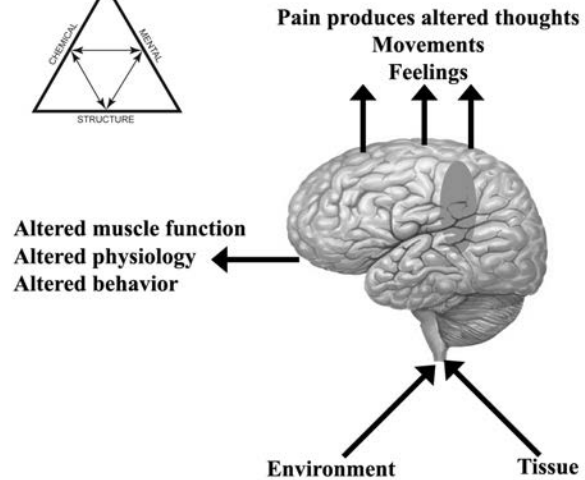 CHEMICAL
MENTAL
STRUCTURE
Pain produces altered thoughts
Movements
Feelings
Altered muscle function
Altered physiology
Altered behavior
Environment
Tissue